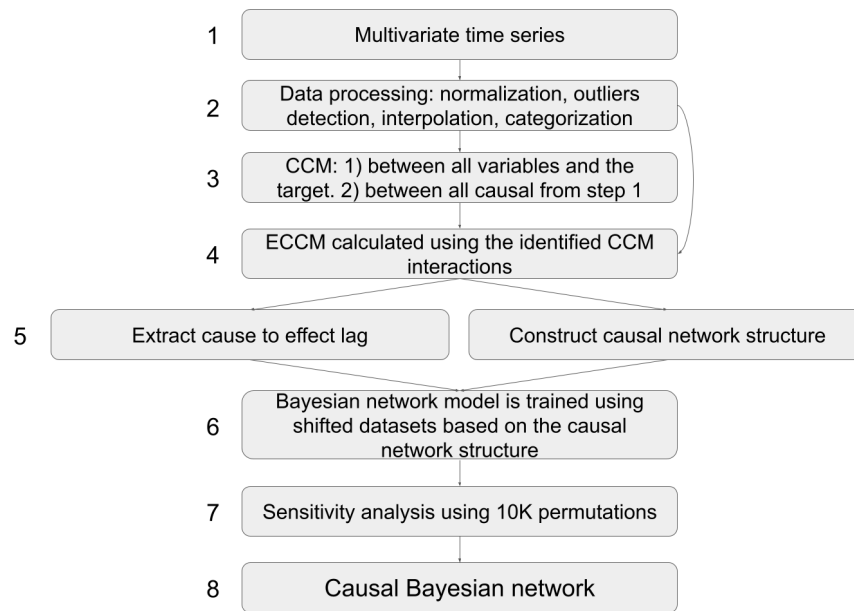 1
Multivariate time series
2
Data processing: normalization, outliers
detection, interpolation, categorization
3
CCM: 1) between all variables and the
target. 2) between all causal from step 1
4
ECCM calculated using the identified CCM
interactions
5
Extract cause to effect lag
Construct causal network structure
6
Bayesian network model is trained using
shifted datasets based on the causal
network structure
7
Sensitivity analysis using 10K permutations
8
Causal Bayesian network